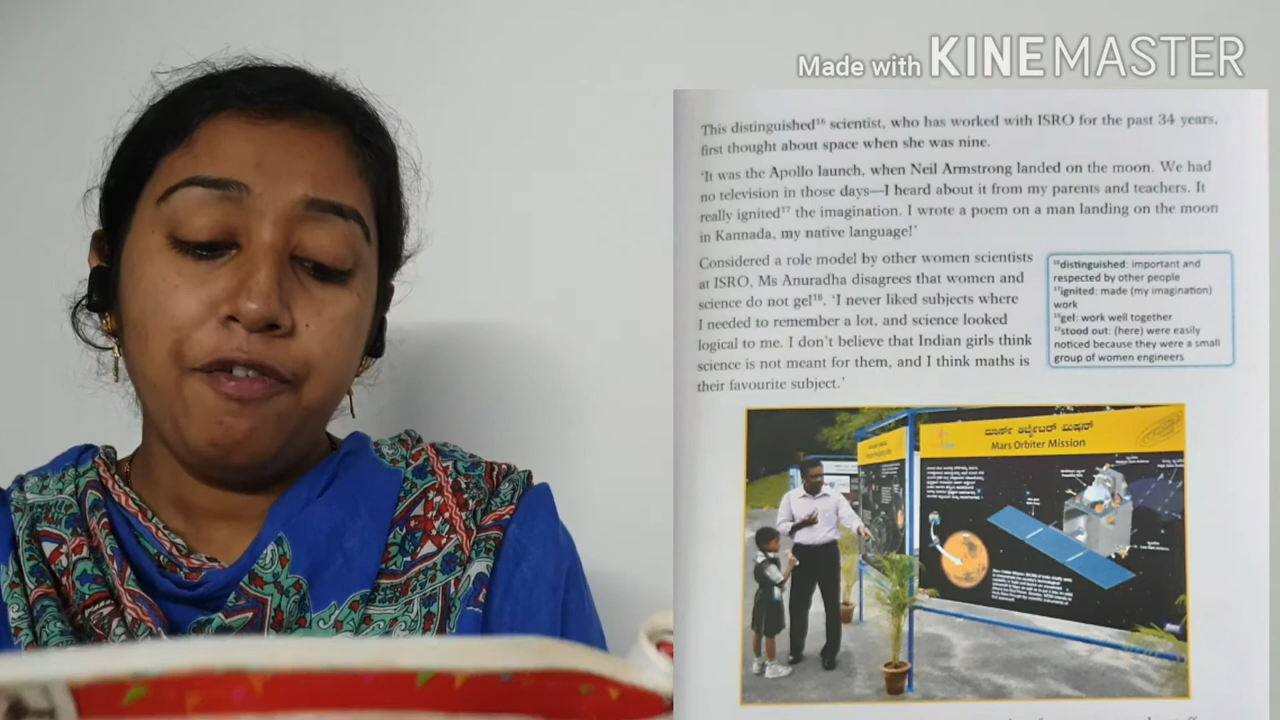 Made with KINEMASTER
This distinguished¹⁶ scientist, who has worked with ISRO for the past 34 years,
first thought about space when she was nine.
'It was the Apollo launch, when Neil Armstrong landed on the moon. We had
no television in those days—I heard about it from my parents and teachers. It
really ignited¹⁷ the imagination. I wrote a poem on a man landing on the moon
in Kannada, my native language!'
Considered a role model by other women scientists
at ISRO, Ms Anuradha disagrees that women and
science do not gel¹⁸. 'I never liked subjects where
I needed to remember a lot, and science looked
logical to me. I don't believe that Indian girls think
science is not meant for them, and I think maths is
their favourite subject.'
¹⁶distinguished: important and
respected by other people
¹⁷ignited: made (my imagination)
work
¹⁸gel: work well together
¹⁹stood out: (here) were easily
noticed because they were a small
group of women engineers
ಮಾರ್ಸ್ ಆರ್ಬೈಟರ್ ಮಿಷನ್
Mars Orbiter Mission